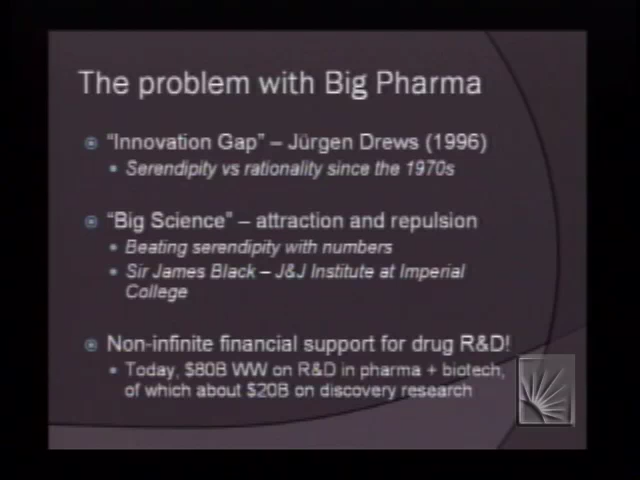 The problem with Big Pharma
"Innovation Gap" – Jürgen Drews (1996)
Serendipity vs rationality since the 1970s
"Big Science" – attraction and repulsion
Beating serendipity with numbers
Sir James Black – J&J Institute at Imperial
College
Non-infinite financial support for drug R&D!
Today, $80B WW on R&D in pharma + biotech,
of which about $20B on discovery research